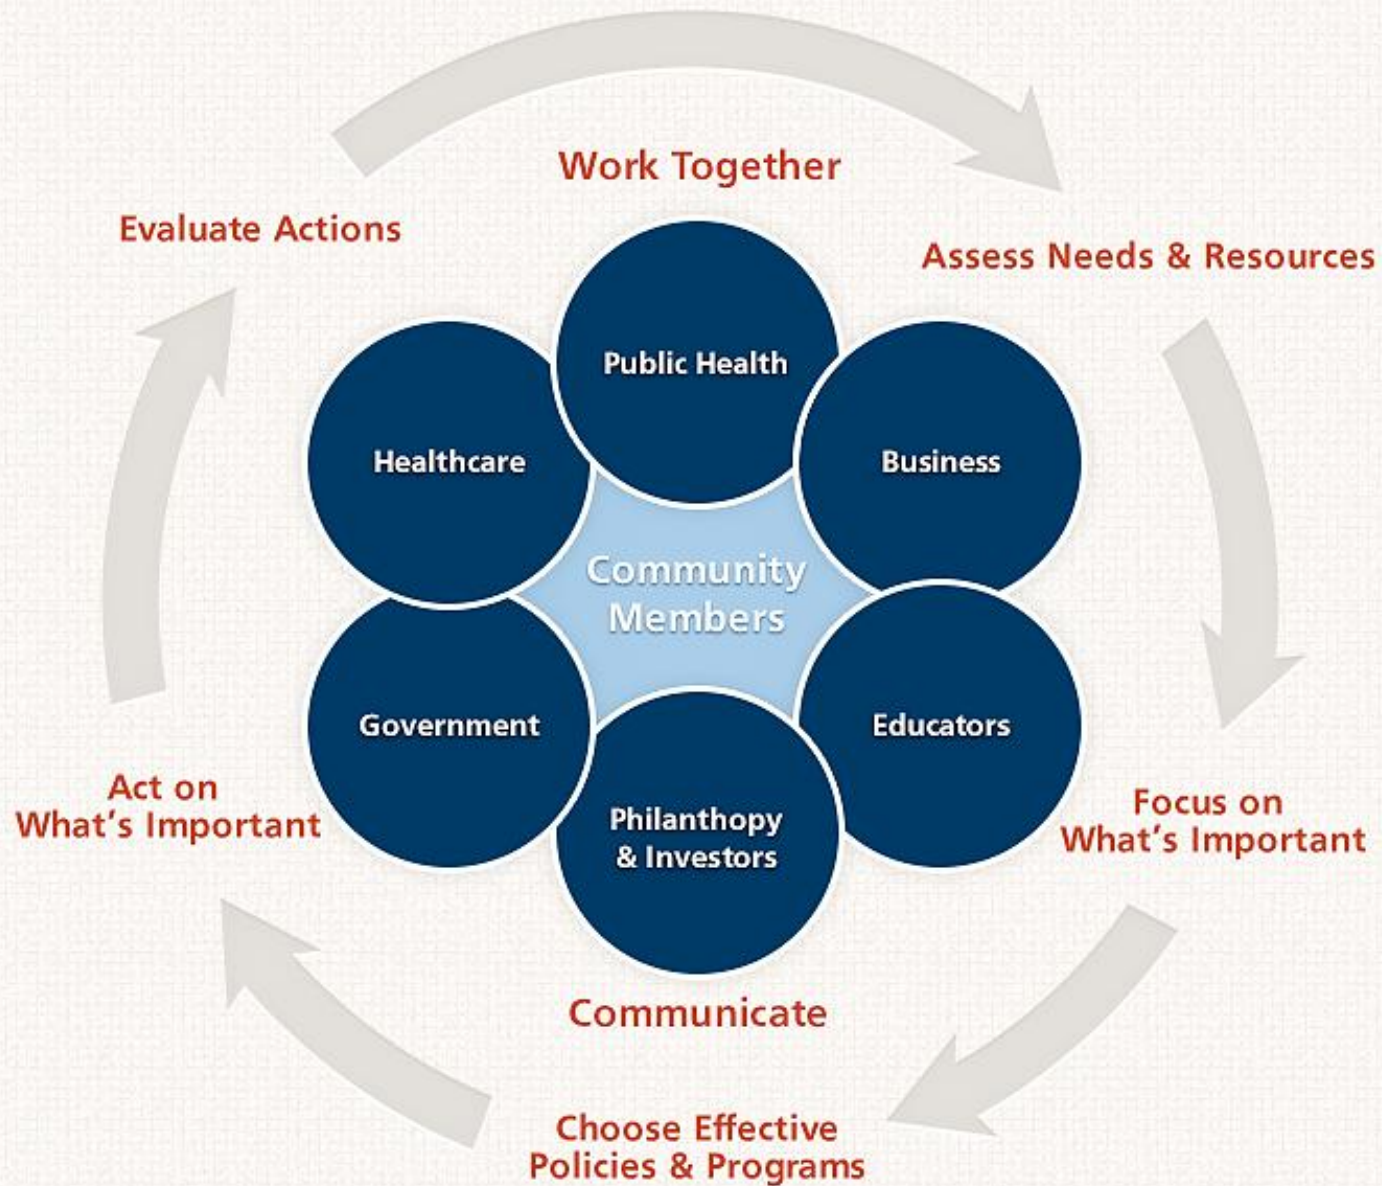 Work Together
Evaluate Actions
Assess Needs & Resources
Public Health
Healthcare
Business
Community
Members
Government
Educators
Philanthopy
& Investors
Act on
What's Important
Focus on
What's Important
Communicate
Choose Effective
Policies & Programs